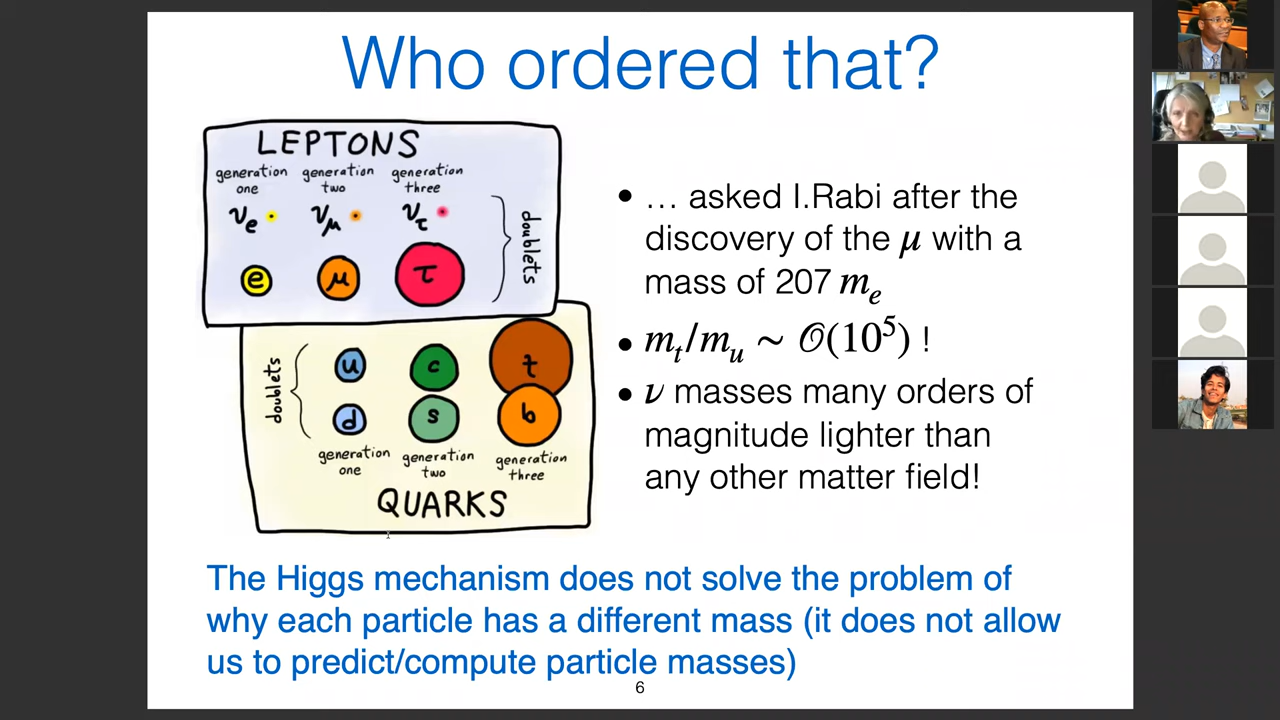 Who ordered that?
LEPTONS
generation one
generation two
generation three
νe
νμ
ντ
doublets
e
μ
τ
doublets
u
c
t
d
s
b
generation one
generation two
generation three
QUARKS
• … asked I.Rabi after the
discovery of the μ with a
mass of 207 mₑ
• mₜ/mᵤ ∼ 𝒪(10⁵) !
• ν masses many orders of
magnitude lighter than
any other matter field!
The Higgs mechanism does not solve the problem of
why each particle has a different mass (it does not allow
us to predict/compute particle masses)
6